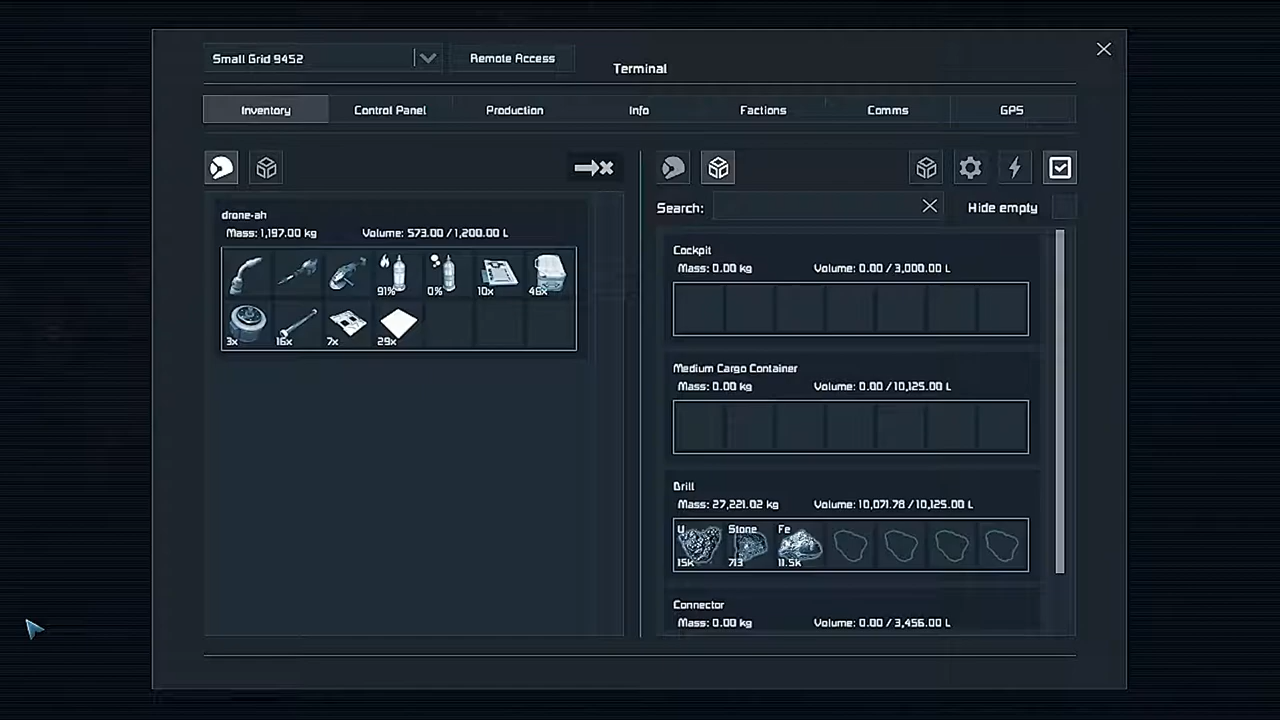 Small Grid 9452
Remote Access
Terminal
Inventory
Control Panel
Production
Info
Factions
Comms
GPS
Search:
Hide empty
drone-ah
Mass: 1,197.00 kg
Volume: 573.00 / 1,200.00 L
91%
0%
10x
46x
3x
16x
7x
29x
Cockpit
Mass: 0.00 kg
Volume: 0.00 / 3,000.00 L
Medium Cargo Container
Mass: 0.00 kg
Volume: 0.00 / 10,125.00 L
Drill
Mass: 27,221.02 kg
Volume: 10,071.78 / 10,125.00 L
U
Stone
Fe
15K
713
11.5K
Connector
Mass: 0.00 kg
Volume: 0.00 / 3,456.00 L